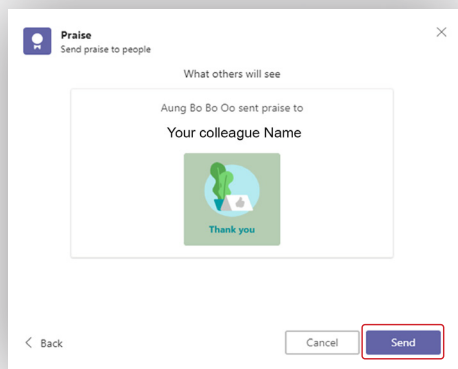 Praise
Send praise to people
What others will see
Aung Bo Bo Oo sent praise to
Your colleague Name
Thank you
Back
Cancel
Send